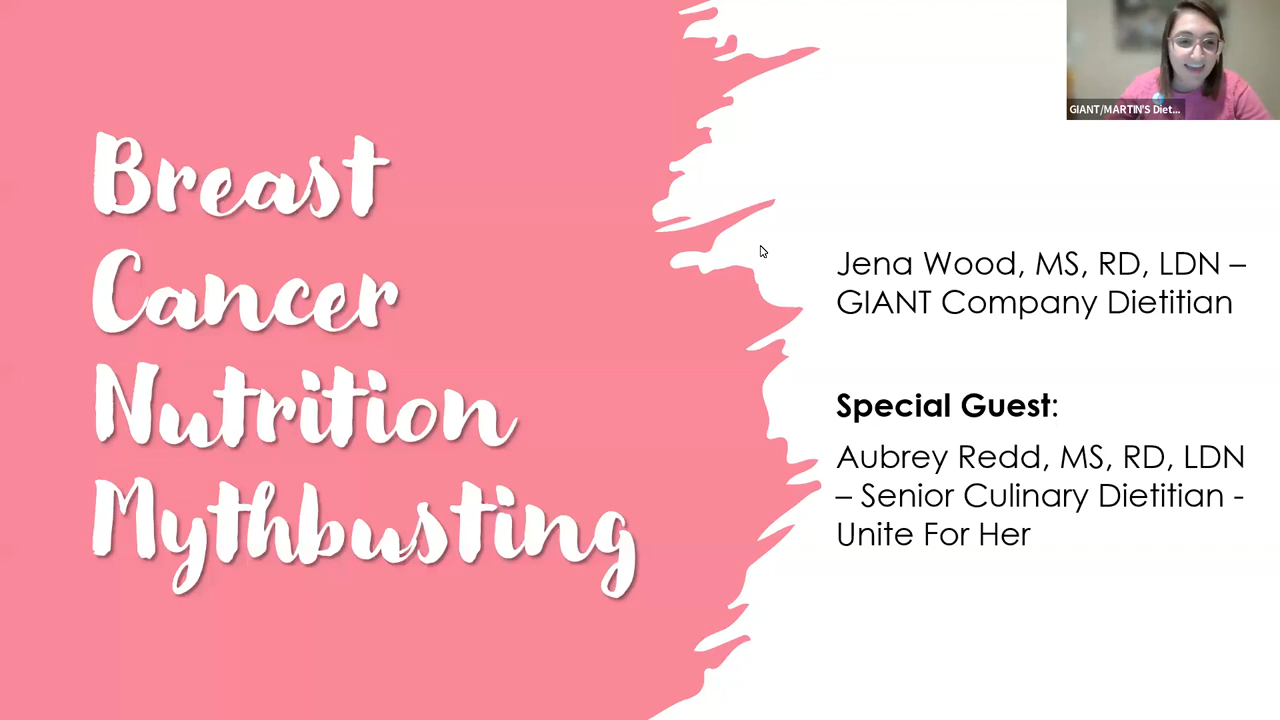 Breast
Cancer
Nutrition
Mythbusting
GIANT/MARTIN'S Diet...
Jena Wood, MS, RD, LDN –
GIANT Company Dietitian
Special Guest:
Aubrey Redd, MS, RD, LDN
– Senior Culinary Dietitian -
Unite For Her